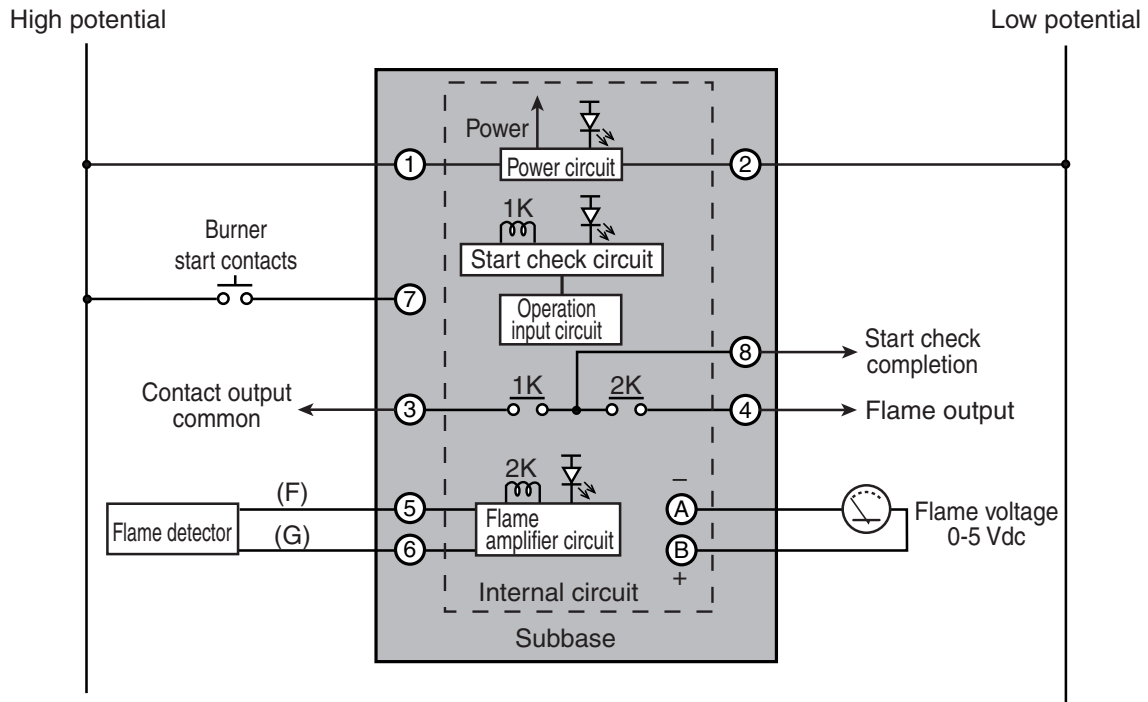 High potential
Low potential
Power
1
Power circuit
2
1K
Burner
start contacts
Start check circuit
7
Operation
input circuit
8
Start check
completion
Contact output
common
3
1K
2K
4
Flame output
2K
(F)
5
Flame
amplifier circuit
−
A
Flame voltage
0-5 Vdc
Flame detector
(G)
6
B
+
Internal circuit
Subbase